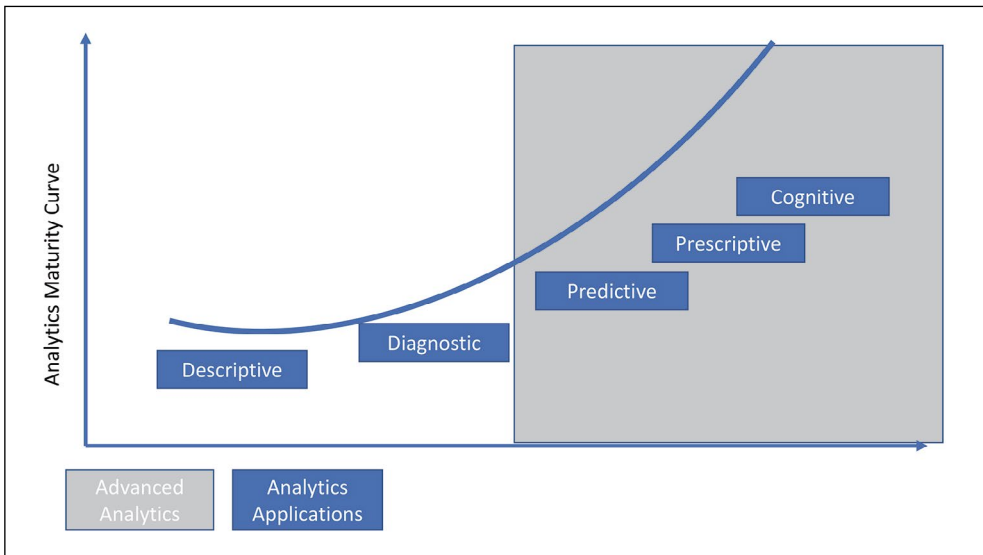 Analytics Maturity Curve
Cognitive
Prescriptive
Predictive
Diagnostic
Descriptive
Advanced
Analytics
Analytics
Applications